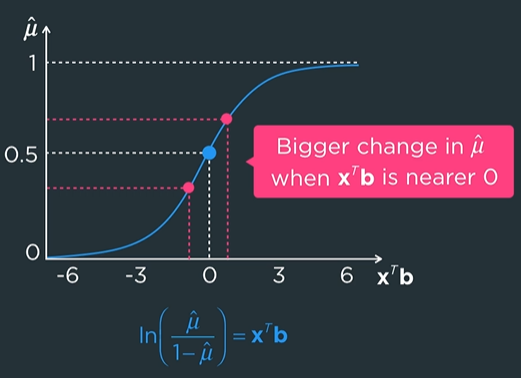 μ̂
1
0.5
0
-6 -3 0 3 6 xᵀb
Bigger change in μ̂
when xᵀb is nearer 0
ln(μ̂/(1−μ̂)) = xᵀb